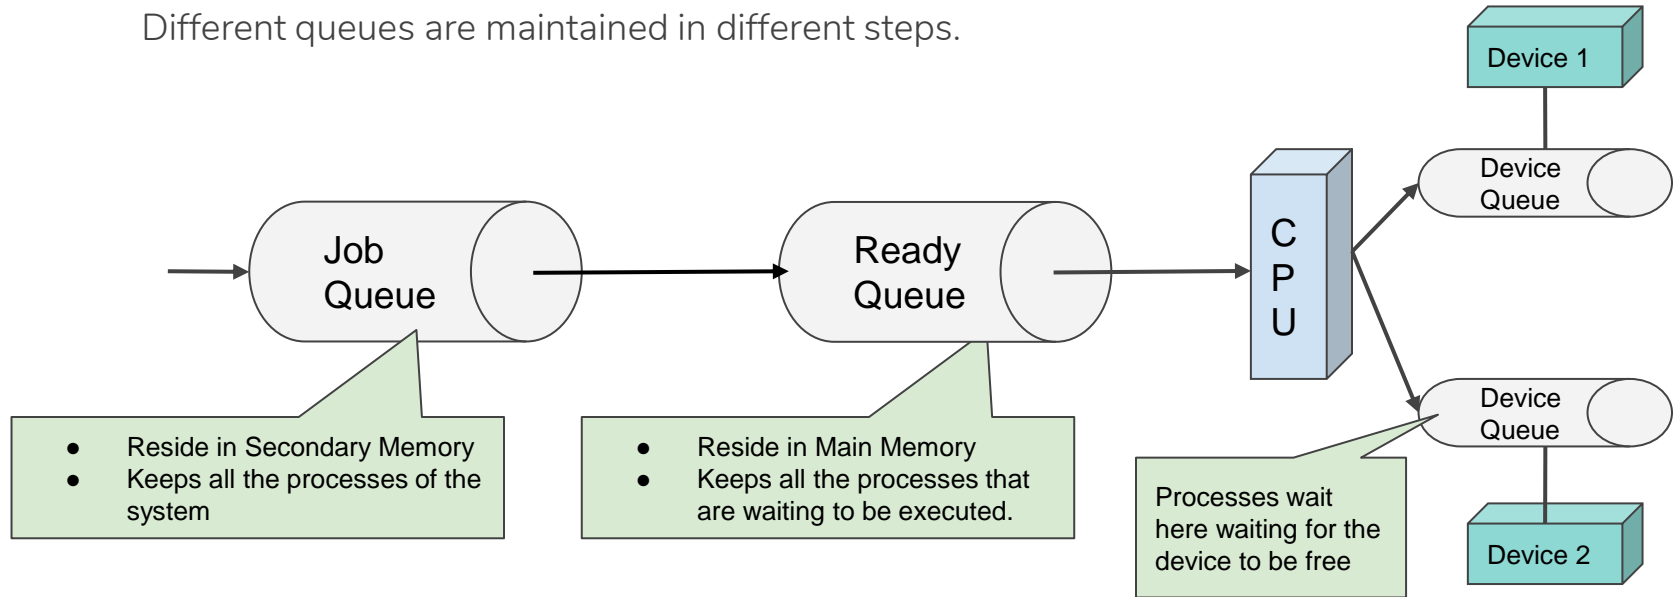 Different queues are maintained in different steps.
Device 1
Device
Queue
Job
Queue
Ready
Queue
C
P
U
Device
Queue
● Reside in Secondary Memory
● Keeps all the processes of the
system
● Reside in Main Memory
● Keeps all the processes that
are waiting to be executed.
Processes wait
here waiting for the
device to be free
Device 2